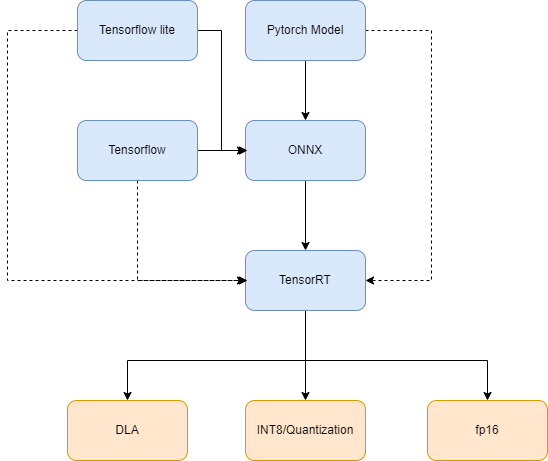 Tensorflow lite
Pytorch Model
Tensorflow
ONNX
TensorRT
DLA
INT8/Quantization
fp16